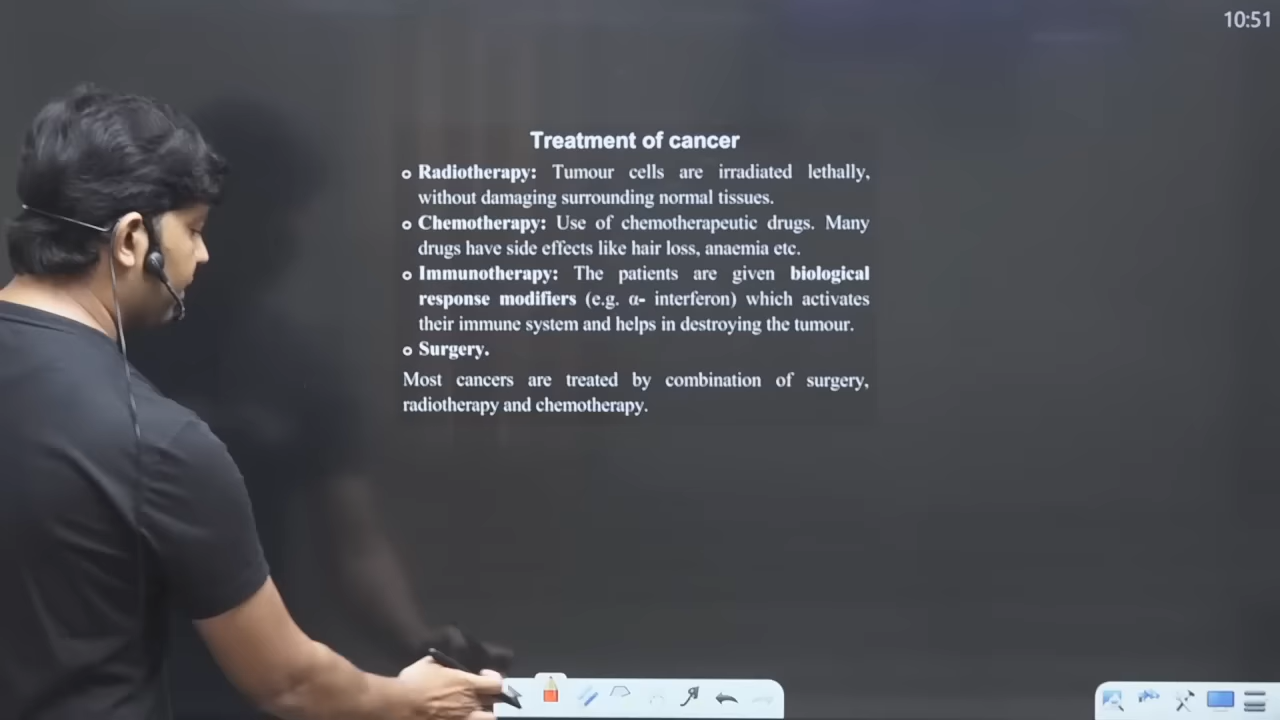 10:51
Treatment of cancer
o Radiotherapy: Tumour cells are irradiated lethally,
without damaging surrounding normal tissues.
o Chemotherapy: Use of chemotherapeutic drugs. Many
drugs have side effects like hair loss, anaemia etc.
o Immunotherapy: The patients are given biological
response modifiers (e.g. α- interferon) which activates
their immune system and helps in destroying the tumour.
o Surgery.
Most cancers are treated by combination of surgery,
radiotherapy and chemotherapy.